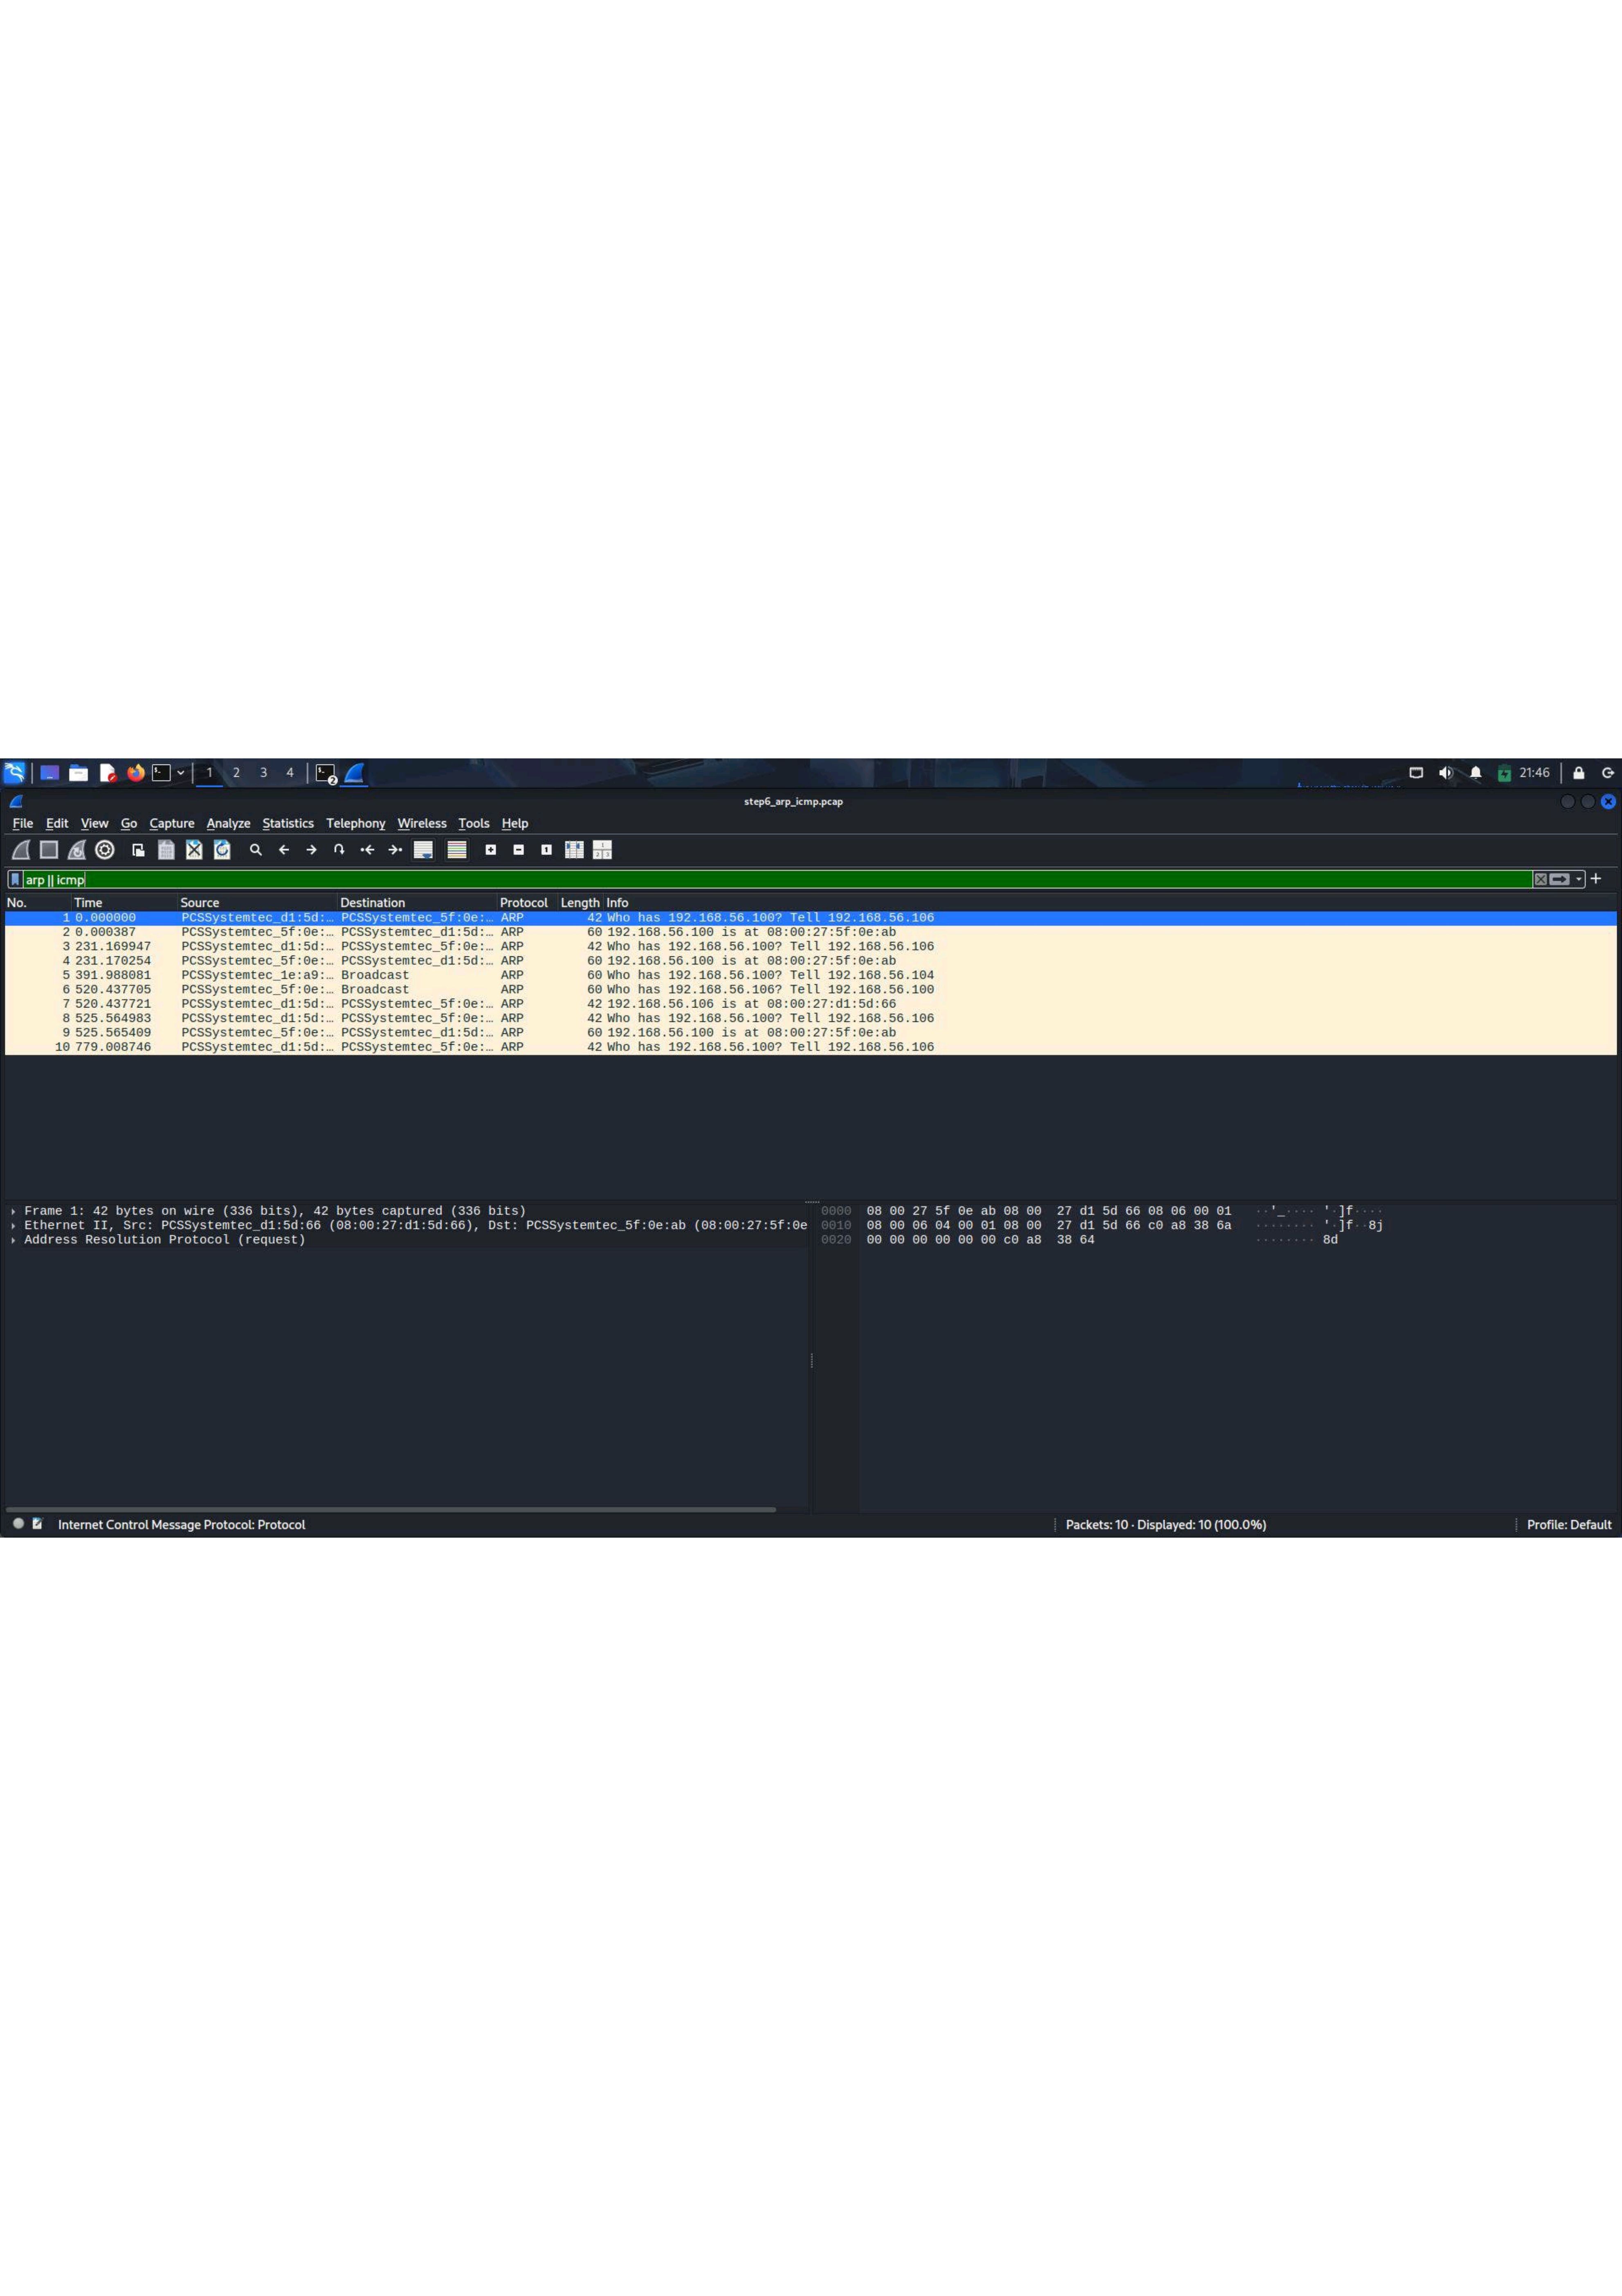 1 2 3 4 2 21:46
step6_arp_icmp.pcap
File Edit View Go Capture Analyze Statistics Telephony Wireless Tools Help
arp || icmp
No. Time Source Destination Protocol Length Info
1 0.000000 PCSSystemtec_d1:5d:… PCSSystemtec_5f:0e:… ARP 42 Who has 192.168.56.100? Tell 192.168.56.106
2 0.000387 PCSSystemtec_5f:0e:… PCSSystemtec_d1:5d:… ARP 60 192.168.56.100 is at 08:00:27:5f:0e:ab
3 231.169947 PCSSystemtec_d1:5d:… PCSSystemtec_5f:0e:… ARP 42 Who has 192.168.56.100? Tell 192.168.56.106
4 231.170254 PCSSystemtec_5f:0e:… PCSSystemtec_d1:5d:… ARP 60 192.168.56.100 is at 08:00:27:5f:0e:ab
5 391.988081 PCSSystemtec_1e:a9:… Broadcast ARP 60 Who has 192.168.56.100? Tell 192.168.56.104
6 520.437705 PCSSystemtec_5f:0e:… Broadcast ARP 60 Who has 192.168.56.106? Tell 192.168.56.100
7 520.437721 PCSSystemtec_d1:5d:… PCSSystemtec_5f:0e:… ARP 42 192.168.56.106 is at 08:00:27:d1:5d:66
8 525.564983 PCSSystemtec_d1:5d:… PCSSystemtec_5f:0e:… ARP 42 Who has 192.168.56.100? Tell 192.168.56.106
9 525.565409 PCSSystemtec_5f:0e:… PCSSystemtec_d1:5d:… ARP 60 192.168.56.100 is at 08:00:27:5f:0e:ab
10 779.008746 PCSSystemtec_d1:5d:… PCSSystemtec_5f:0e:… ARP 42 Who has 192.168.56.100? Tell 192.168.56.106
Frame 1: 42 bytes on wire (336 bits), 42 bytes captured (336 bits)
Ethernet II, Src: PCSSystemtec_d1:5d:66 (08:00:27:d1:5d:66), Dst: PCSSystemtec_5f:0e:ab (08:00:27:5f:0e
Address Resolution Protocol (request)
0000 08 00 27 5f 0e ab 08 00 27 d1 5d 66 08 06 00 01 ··'_···· '·]f····
0010 08 00 06 04 00 01 08 00 27 d1 5d 66 c0 a8 38 6a ········ '·]f··8j
0020 00 00 00 00 00 00 c0 a8 38 64 ········ 8d
Internet Control Message Protocol: Protocol
Packets: 10 · Displayed: 10 (100.0%)
Profile: Default